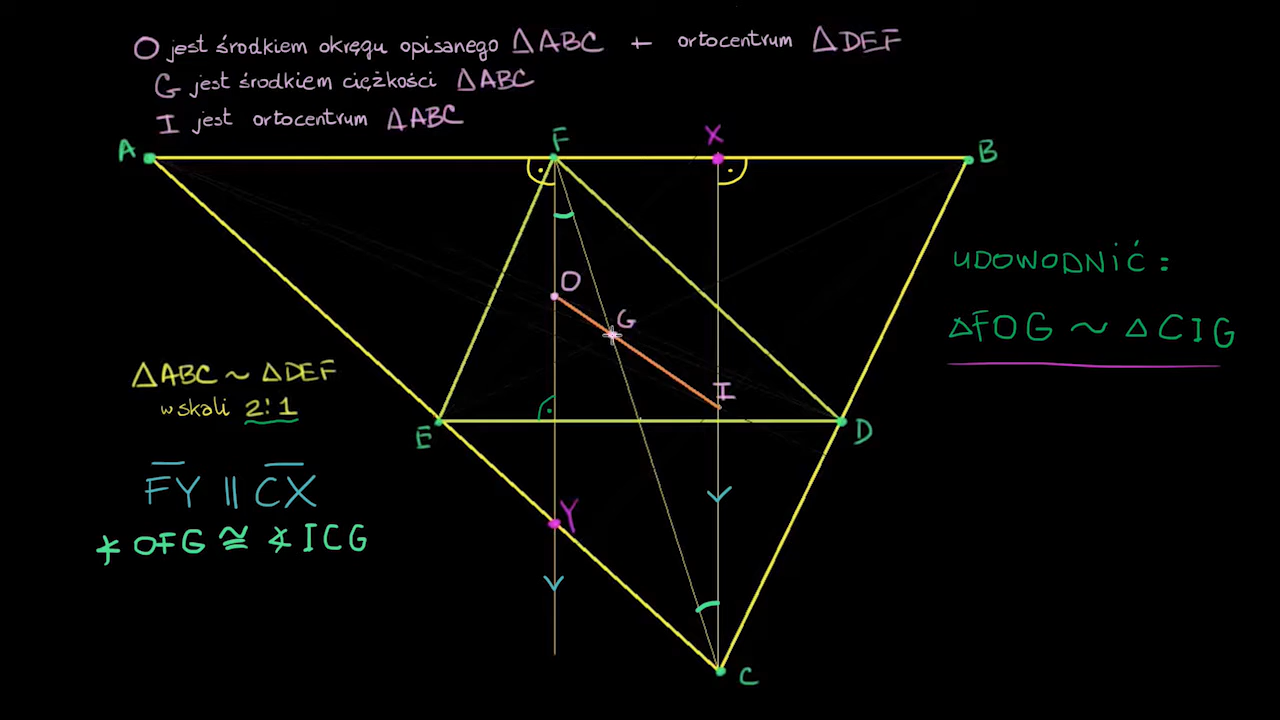 O jest środkiem okręgu opisanego ΔABC + ortocentrum ΔDEF
G jest środkiem ciężkości ΔABC
I jest ortocentrum ΔABC
A
F
X
B
O
G
I
E
D
Y
C
UDOWODNIĆ:
ΔFOG ~ ΔCIG
ΔABC ~ ΔDEF
w skali 2:1
FY || CX
∢OFG ≅ ∢ICG